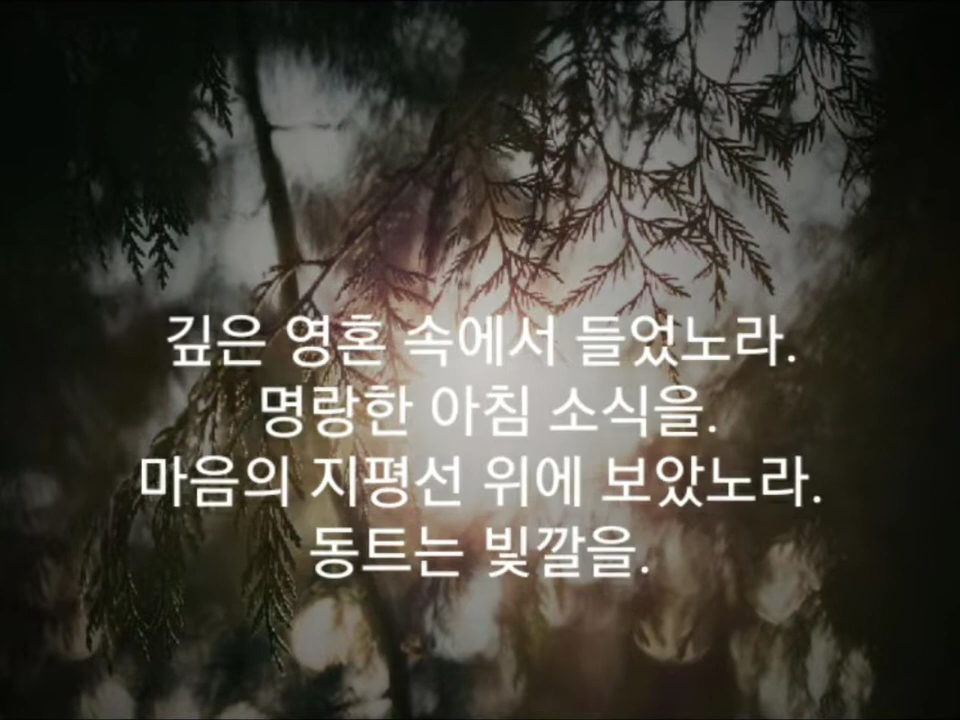 깊은 영혼 속에서 들었노라.
명랑한 아침 소식을.
마음의 지평선 위에 보았노라.
동트는 빛깔을.